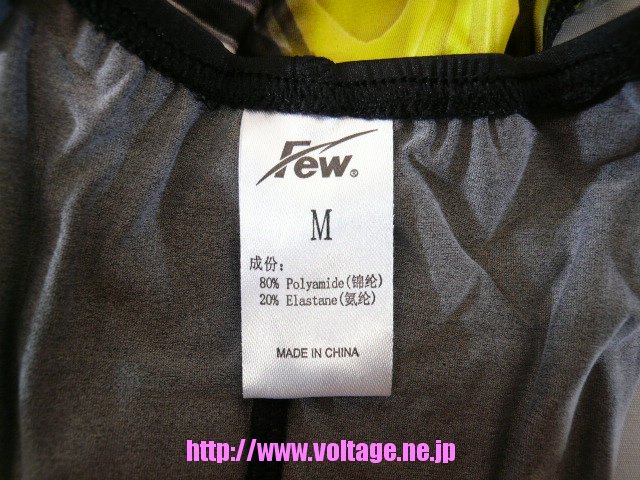 Few®
M
成份:
80% Polyamide(锦纶)
20% Elastane(氨纶)
MADE IN CHINA
http://www.voltage.ne.jp